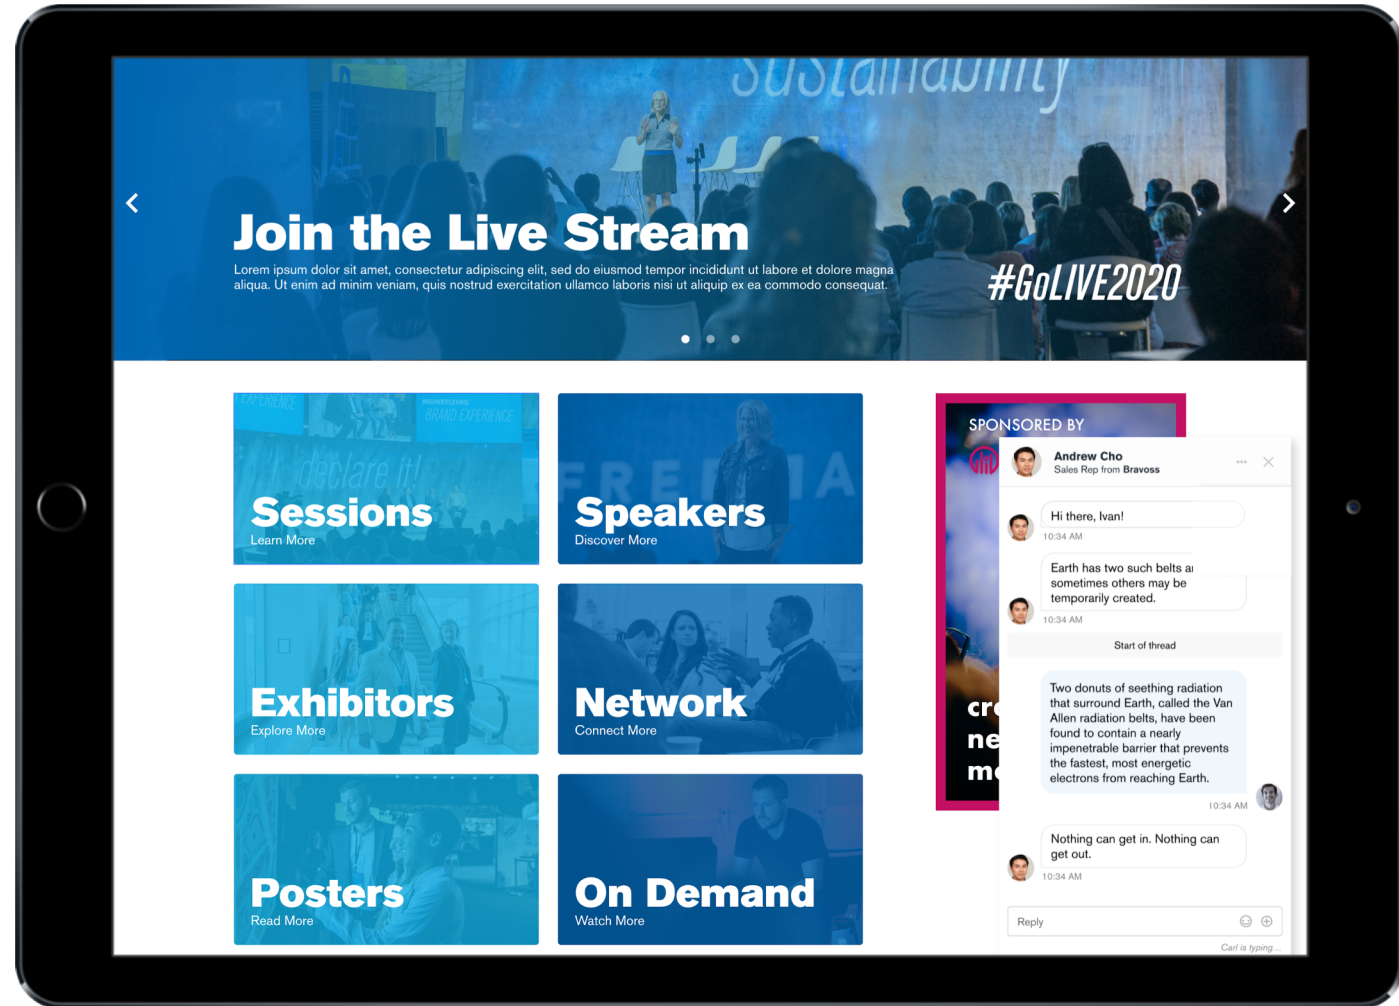 sustainability
Join the Live Stream
Lorem ipsum dolor sit amet, consectetur adipiscing elit, sed do eiusmod tempor incididunt ut labore et dolore magna
aliqua. Ut enim ad minim veniam, quis nostrud exercitation ullamco laboris nisi ut aliquip ex ea commodo consequat.
#GoLIVE2020
EXPERIENCE
MONETIZING
BRAND EXPERIENCE
Sessions
Learn More
Speakers
Discover More
Exhibitors
Explore More
Network
Connect More
Posters
Read More
On Demand
Watch More
SPONSORED BY
Andrew Cho
Sales Rep from Bravoss
Hi there, Ivan!
10:34 AM
Earth has two such belts
sometimes others may be
temporarily created.
10:34 AM
Start of thread
Two donuts of seething radiation
that surround Earth, called the Van
Allen radiation belts, have been
found to contain a nearly
impenetrable barrier that prevents
the fastest, most energetic
electrons from reaching Earth.
10:34 AM
Nothing can get in. Nothing can
get out.
10:34 AM
Reply
Carl is typing...